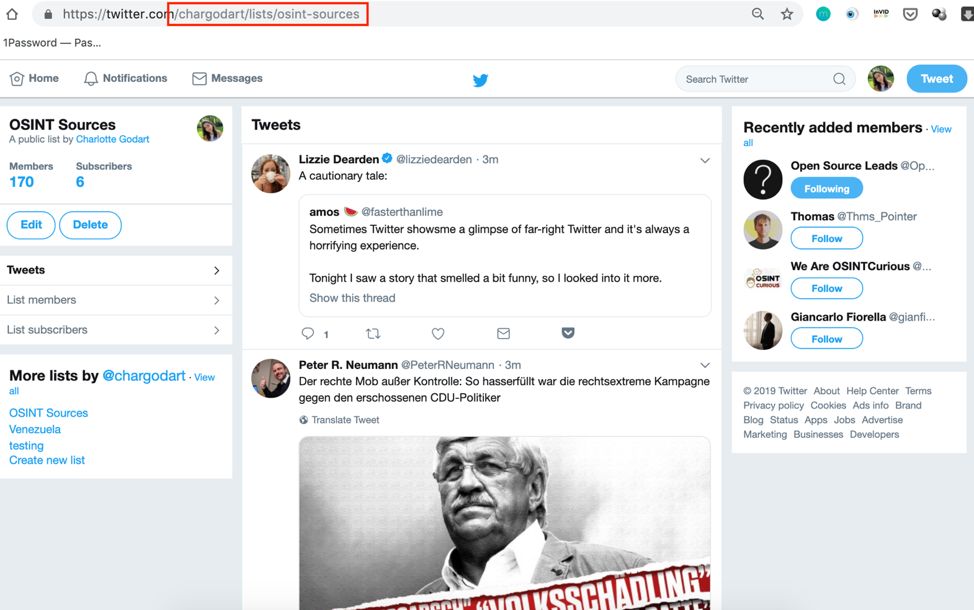 https://twitter.com/chargodart/lists/osint-sources
inVID
1Password — Pas...
Home Notifications Messages
Search Twitter
Tweet
OSINT Sources
A public list by Charlotte Godart
Members Subscribers
170 6
Edit Delete
Tweets
List members
List subscribers
More lists by @chargodart · View
all
OSINT Sources
Venezuela
testing
Create new list
Tweets
Lizzie Dearden @lizziedearden · 3m
A cautionary tale:
amos 🍉 @fasterthanlime
Sometimes Twitter showsme a glimpse of far-right Twitter and it's always a
horrifying experience.
Tonight I saw a story that smelled a bit funny, so I looked into it more.
Show this thread
1
Peter R. Neumann @PeterRNeumann · 3m
Der rechte Mob außer Kontrolle: So hasserfüllt war die rechtsextreme Kampagne
gegen den erschossenen CDU-Politiker
Translate Tweet
"VOLKSSCHÄDLING"
Recently added members · View
all
Open Source Leads @Op...
Following
Thomas @Thms_Pointer
Follow
We Are OSINTCurious @...
OSINT
CURIOUS
Follow
Giancarlo Fiorella @gianfi...
Follow
© 2019 Twitter About Help Center Terms
Privacy policy Cookies Ads info Brand
Blog Status Apps Jobs Advertise
Marketing Businesses Developers